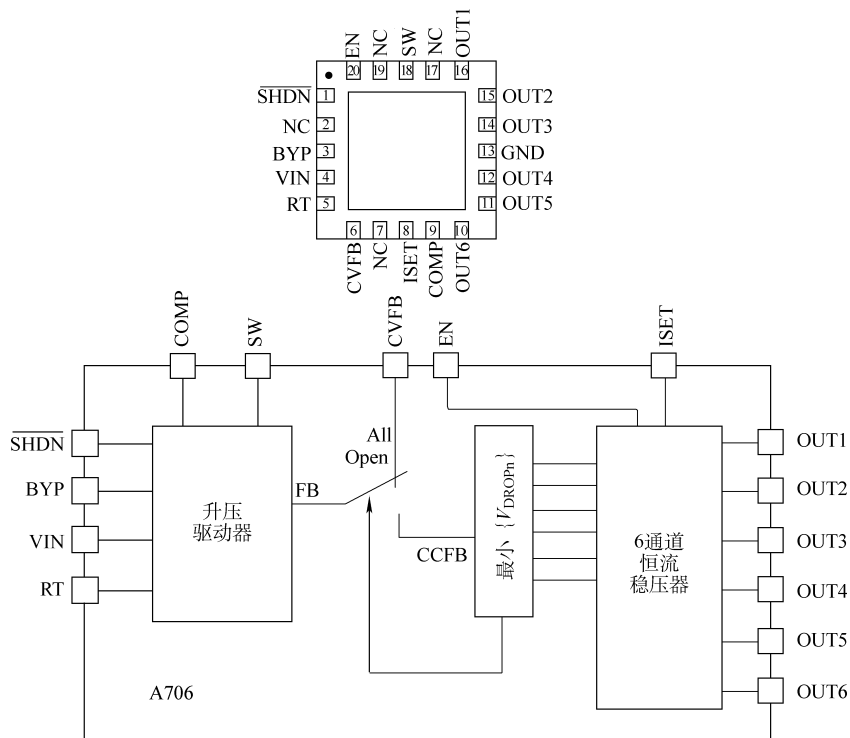 EN
NC
SW
NC
OUT1
20
19
18
17
16
SHDN
1
15
OUT2
NC
2
14
OUT3
BYP
3
13
GND
VIN
4
12
OUT4
RT
5
11
OUT5
6
7
8
9
10
CVFB
NC
ISET
COMP
OUT6
COMP
SW
CVFB
EN
ISET
SHDN
BYP
VIN
RT
升压
驱动器
FB
All
Open
CCFB
最小{VDROPn}
6通道
恒流
稳压器
OUT1
OUT2
OUT3
OUT4
OUT5
OUT6
A706